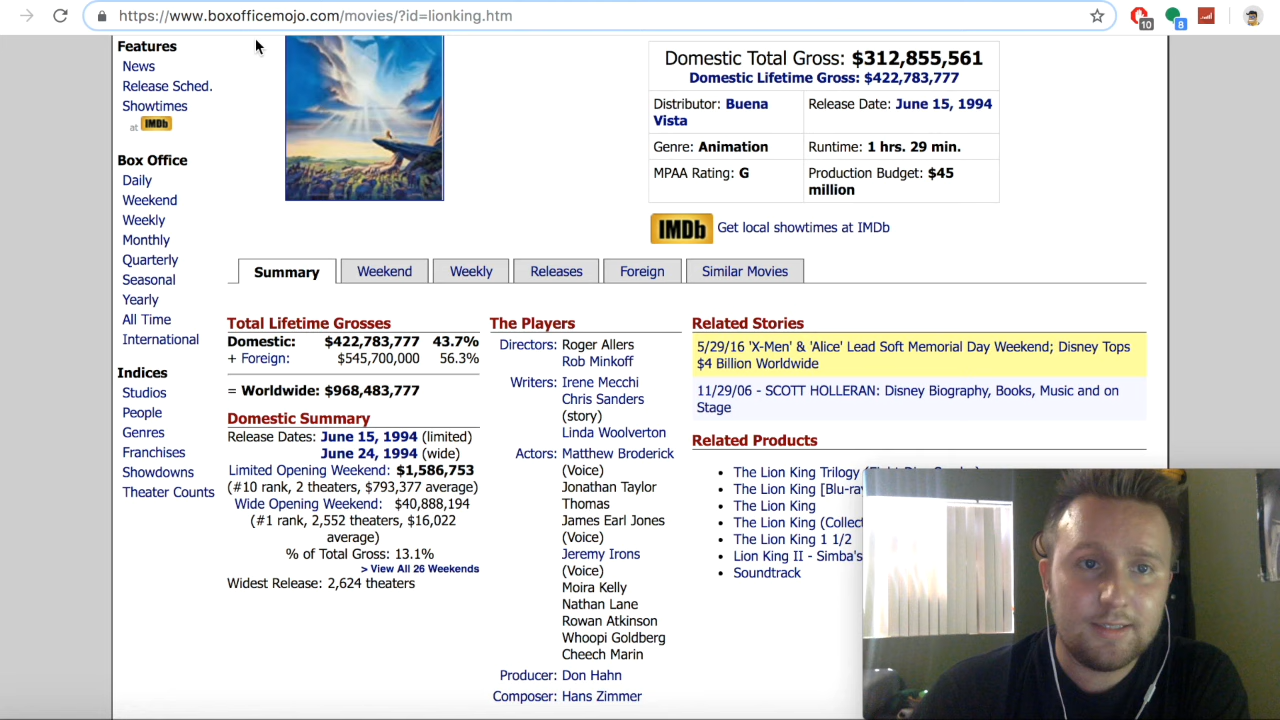 https://www.boxofficemojo.com/movies/?id=lionking.htm
10
8
Features
News
Release Sched.
Showtimes
at IMDb
Box Office
Daily
Weekend
Weekly
Monthly
Quarterly
Seasonal
Yearly
All Time
International
Indices
Studios
People
Genres
Franchises
Showdowns
Theater Counts
Domestic Total Gross: $312,855,561
Domestic Lifetime Gross: $422,783,777
Distributor: Buena
Vista
Release Date: June 15, 1994
Genre: Animation
Runtime: 1 hrs. 29 min.
MPAA Rating: G
Production Budget: $45
million
IMDb Get local showtimes at IMDb
Summary
Weekend
Weekly
Releases
Foreign
Similar Movies
Total Lifetime Grosses
Domestic: $422,783,777 43.7%
+ Foreign: $545,700,000 56.3%
= Worldwide: $968,483,777
Domestic Summary
Release Dates: June 15, 1994 (limited)
June 24, 1994 (wide)
Limited Opening Weekend: $1,586,753
(#10 rank, 2 theaters, $793,377 average)
Wide Opening Weekend: $40,888,194
(#1 rank, 2,552 theaters, $16,022
average)
% of Total Gross: 13.1%
> View All 26 Weekends
Widest Release: 2,624 theaters
The Players
Directors: Roger Allers
Rob Minkoff
Writers: Irene Mecchi
Chris Sanders
(story)
Linda Woolverton
Actors: Matthew Broderick
(Voice)
Jonathan Taylor
Thomas
James Earl Jones
(Voice)
Jeremy Irons
(Voice)
Moira Kelly
Nathan Lane
Rowan Atkinson
Whoopi Goldberg
Cheech Marin
Producer: Don Hahn
Composer: Hans Zimmer
Related Stories
5/29/16 'X-Men' & 'Alice' Lead Soft Memorial Day Weekend; Disney Tops
$4 Billion Worldwide
11/29/06 - SCOTT HOLLERAN: Disney Biography, Books, Music and on
Stage
Related Products
The Lion King Trilogy
The Lion King [Blu-ra
The Lion King
The Lion King (Collec
The Lion King 1 1/2
Lion King II - Simba's
Soundtrack